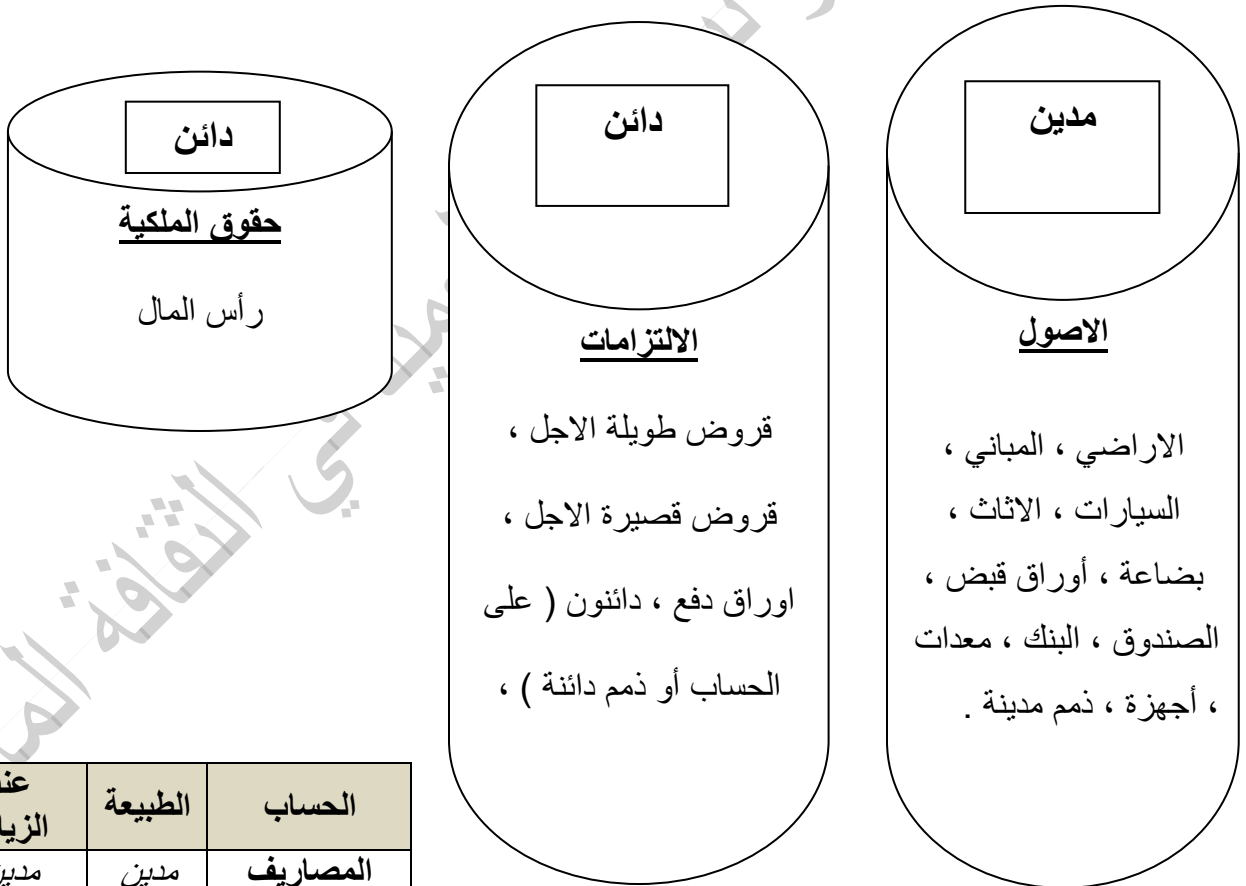 مدين
الاصول
الاراضي ، المباني ،
السيارات ، الاثاث ،
بضاعة ، أوراق قبض ،
الصندوق ، البنك ، معدات
، أجهزة ، ذمم مدينة .
دائن
الالتزامات
قروض طويلة الاجل ،
قروض قصيرة الاجل ،
اوراق دفع ، دائنون ( على
الحساب أو ذمم دائنة ) ،
دائن
حقوق الملكية
رأس المال
الحساب الطبيعة
المصاريف مدين
في الثقافة